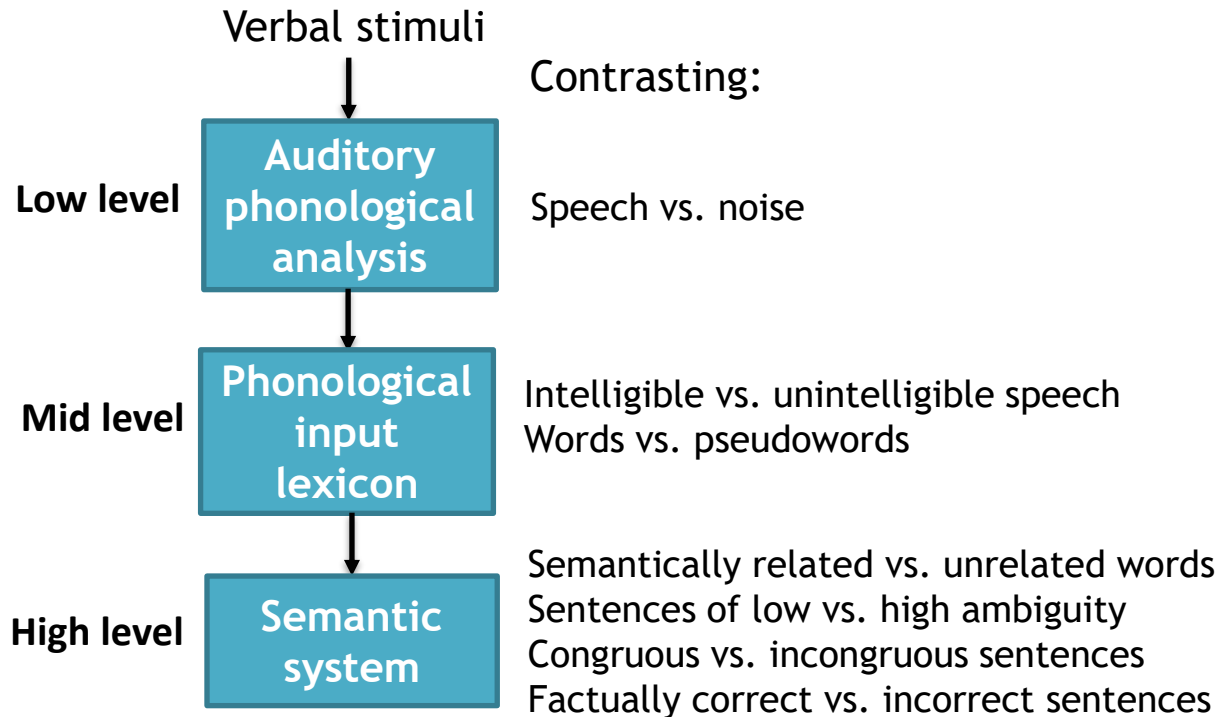 Verbal stimuli
Contrasting:
Low level
Auditory
phonological
analysis
Speech vs. noise
Mid level
Phonological
input
lexicon
Intelligible vs. unintelligible speech
Words vs. pseudowords
High level
Semantic
system
Semantically related vs. unrelated words
Sentences of low vs. high ambiguity
Congruous vs. incongruous sentences
Factually correct vs. incorrect sentences